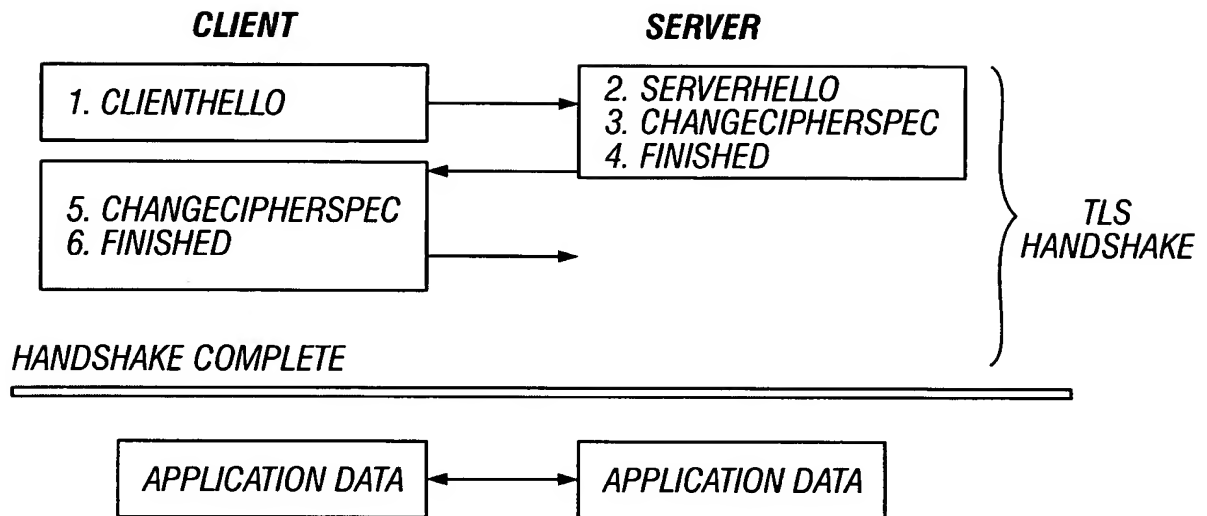 CLIENT
SERVER
1. CLIENTHELLO
2. SERVERHELLO
3. CHANGECIPHERSPEC
4. FINISHED
5. CHANGECIPHERSPEC
6. FINISHED
TLS
HANDSHAKE
HANDSHAKE COMPLETE
APPLICATION DATA
APPLICATION DATA